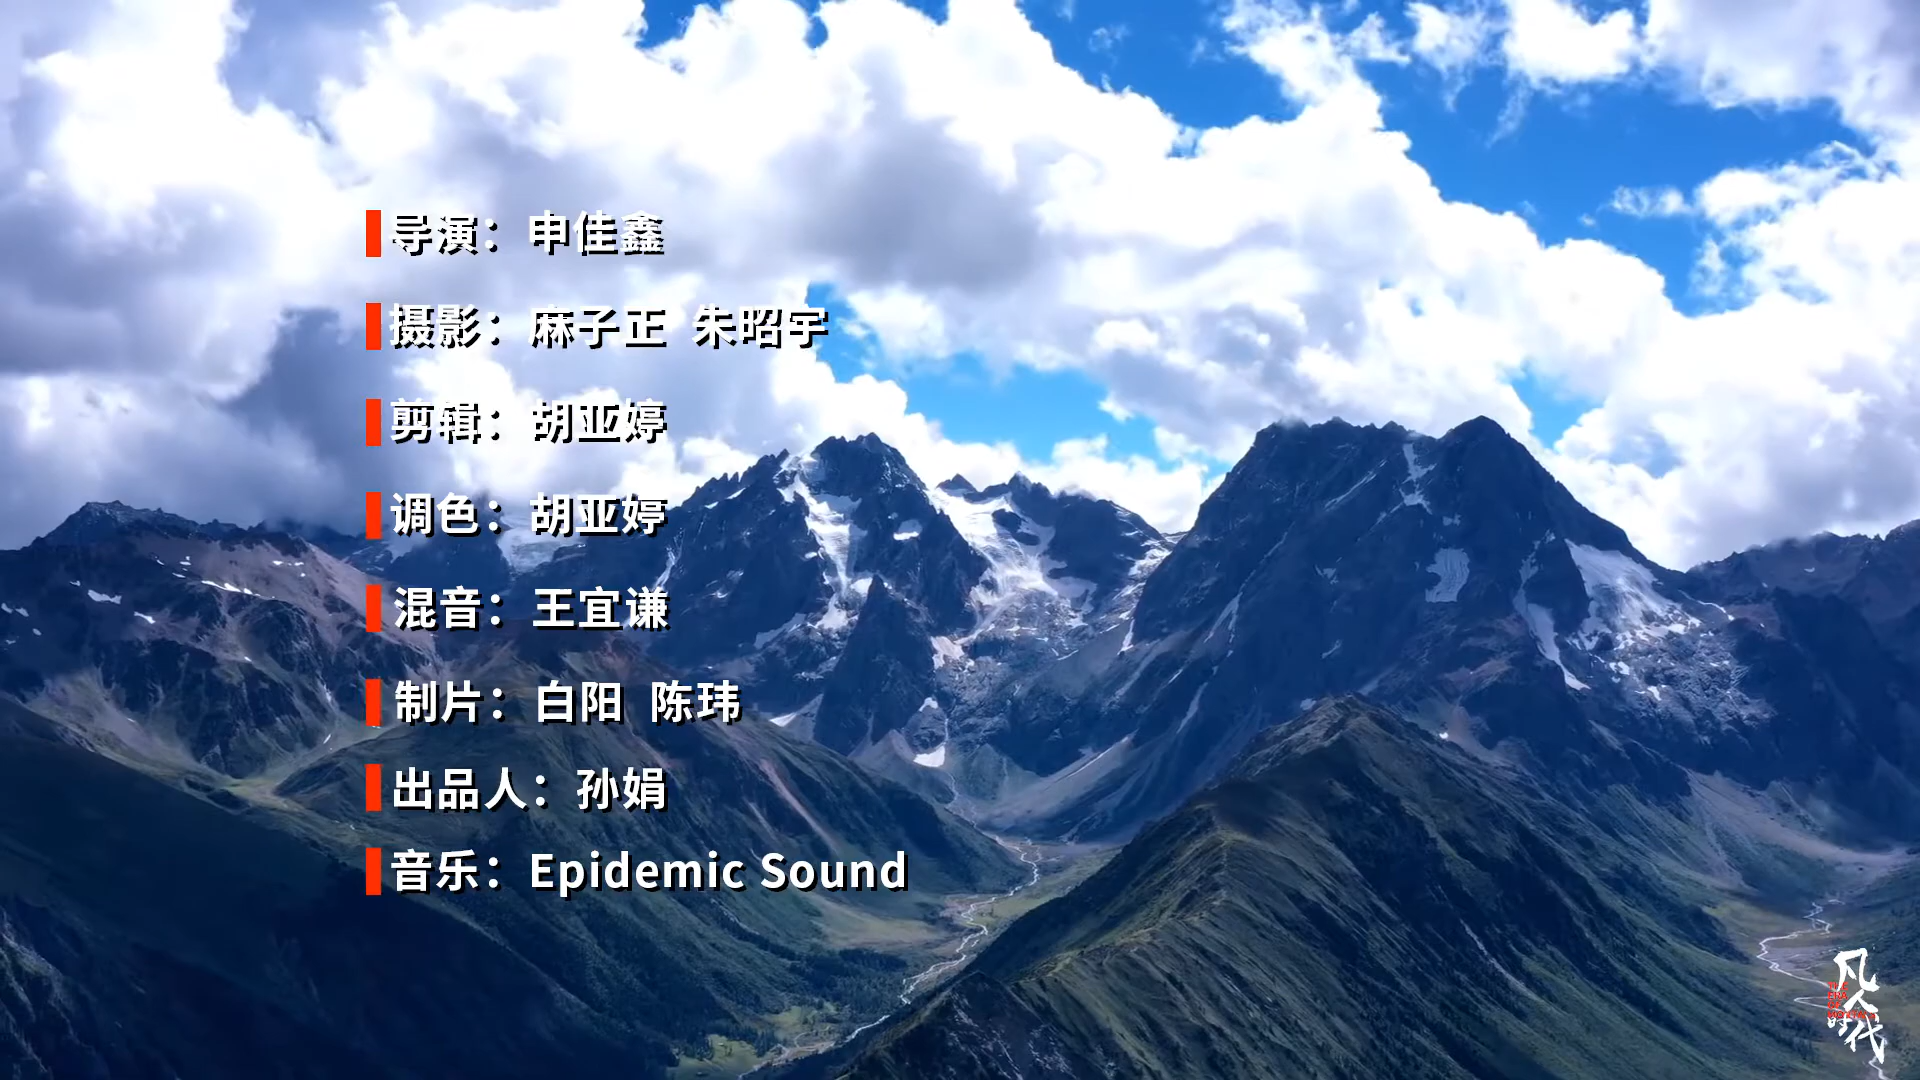 导演：申佳鑫
摄影：麻子正 朱昭宇
剪辑：胡亚婷
调色：胡亚婷
混音：王宜谦
制片：白阳 陈玮
出品人：孙娟
音乐：Epidemic Sound
凡人时代